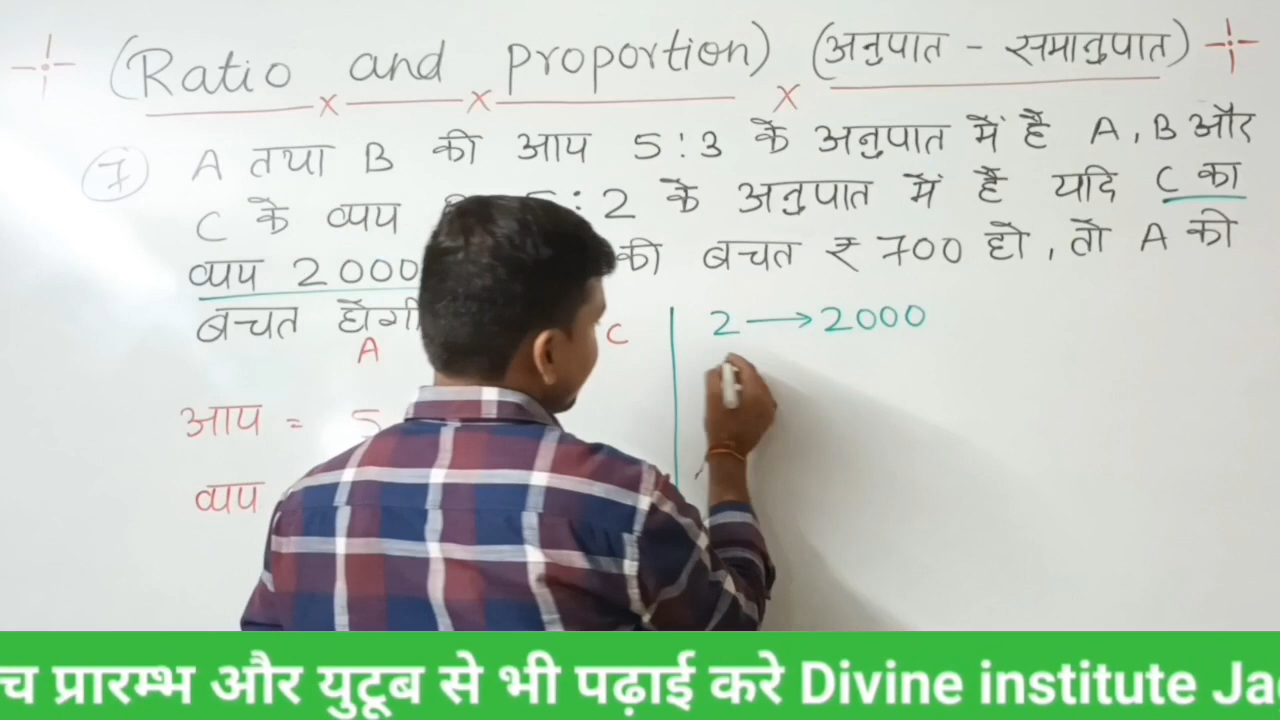 (Ratio and proportion) (अनुपात - समानुपात)
7 A तथा B की आय 5:3 के अनुपात में है A, B और
C के व्यय 5:2 के अनुपात में हैं यदि C का
व्यय 2000 की बचत ₹ 700 हो, तो A की
बचत होगी
A C
2 → 2000
आय = 5
व्यय
च प्रारम्भ और युटूब से भी पढ़ाई करे Divine institute Ja